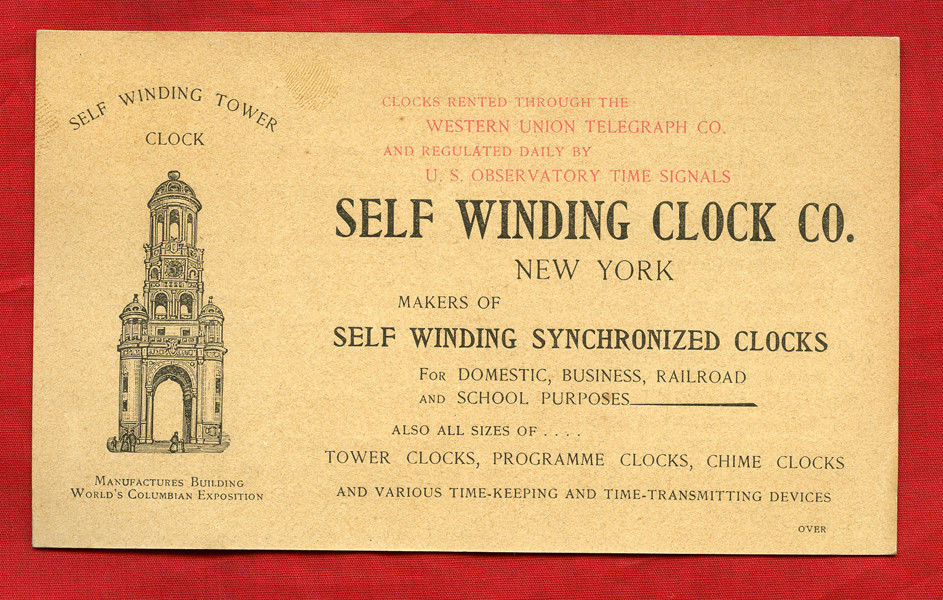 SELF WINDING TOWER
CLOCK
MANUFACTURES BUILDING
WORLD'S COLUMBIAN EXPOSITION
CLOCKS RENTED THROUGH THE
WESTERN UNION TELEGRAPH CO.
AND REGULATED DAILY BY
U. S. OBSERVATORY TIME SIGNALS
SELF WINDING CLOCK CO.
NEW YORK
MAKERS OF
SELF WINDING SYNCHRONIZED CLOCKS
FOR DOMESTIC, BUSINESS, RAILROAD
AND SCHOOL PURPOSES
ALSO ALL SIZES OF . . . .
TOWER CLOCKS, PROGRAMME CLOCKS, CHIME CLOCKS
AND VARIOUS TIME-KEEPING AND TIME-TRANSMITTING DEVICES
OVER